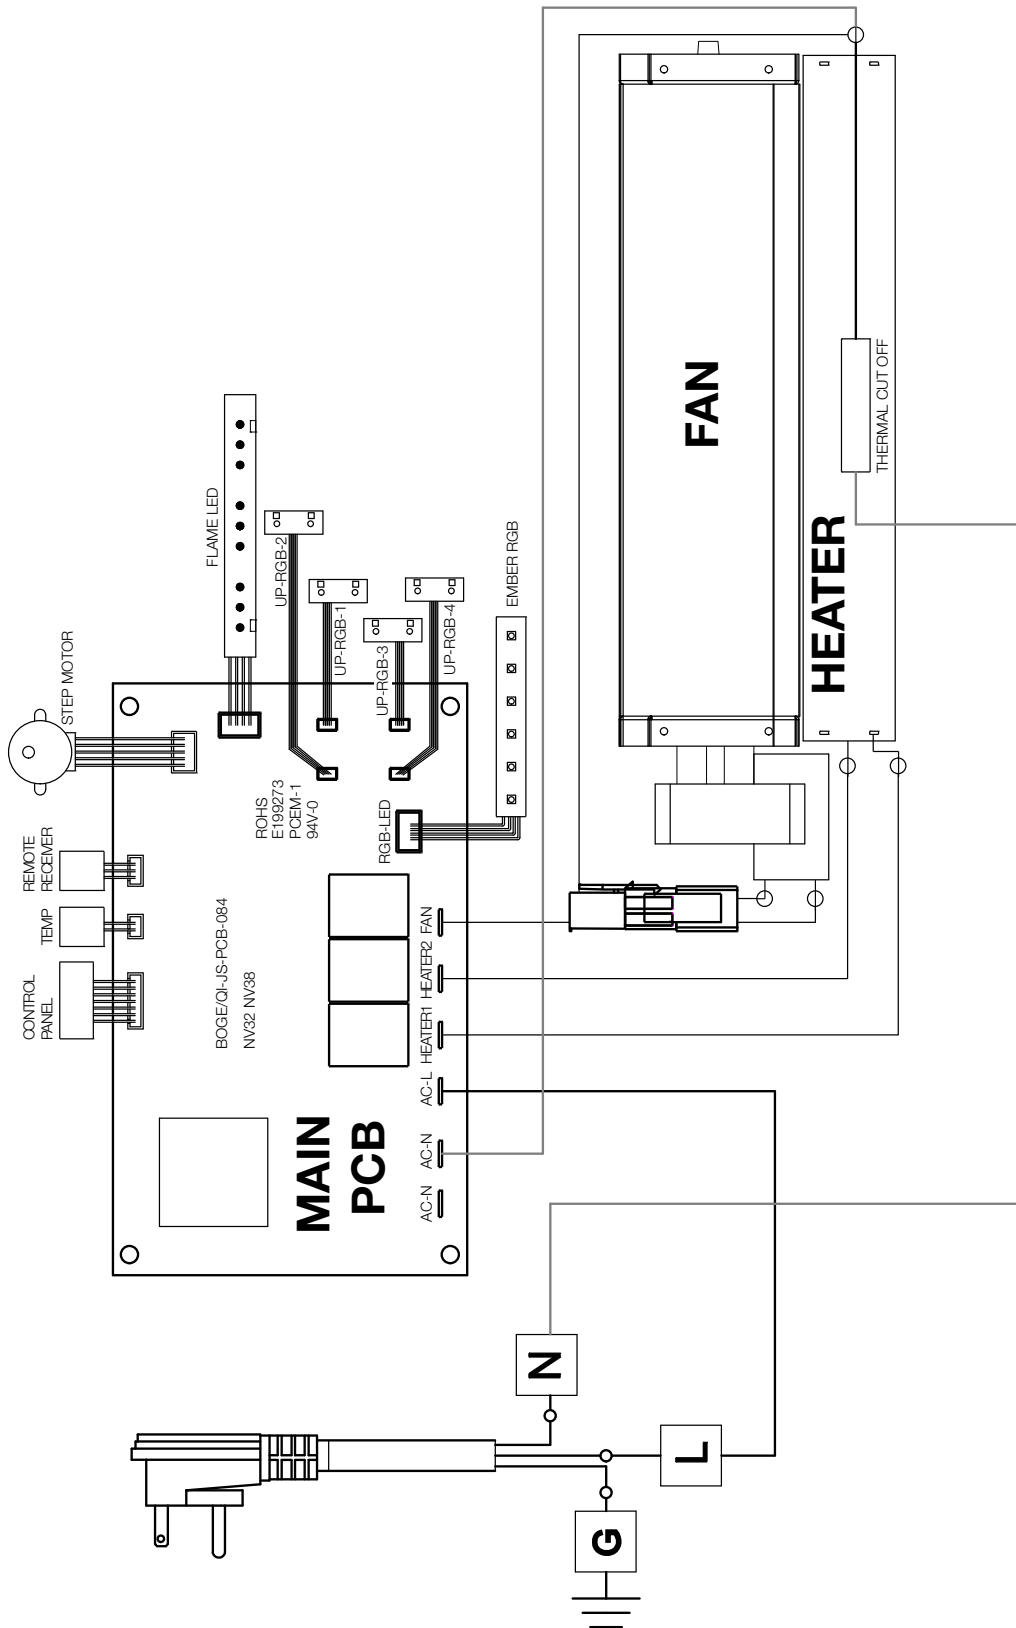 CONTROL
PANEL
TEMP
REMOTE
RECEIVER
STEP MOTOR
FLAME LED
UP-RGB-2
UP-RGB-1
UP-RGB-3
UP-RGB-4
EMBER RGB
RGB-LED
ROHS
E199273
PCEM-1
94V-0
BOGE/QI-JS-PCB-084
NV32 NV38
MAIN
PCB
AC-N
AC-N
AC-L
HEATER1
HEATER2
FAN
FAN
HEATER
THERMAL CUT OFF
N
L
G